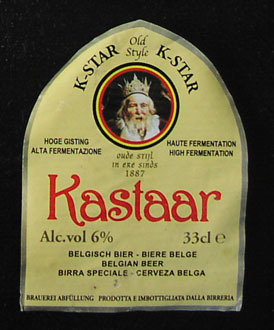 K-STAR Old Style K-STAR
HOGE GISTING
ALTA FERMENTAZIONE
HAUTE FERMENTATION
HIGH FERMENTATION
oude stijl
in ere sinds
1887
Kastaar
Alc.vol 6% 33cl e
BELGISCH BIER - BIERE BELGE
BELGIAN BEER
BIRRA SPECIALE - CERVEZA BELGA
BRAUEREI ABFÜLLUNG PRODOTTA E IMBOTTIGLIATA DALLA BIRRERIA